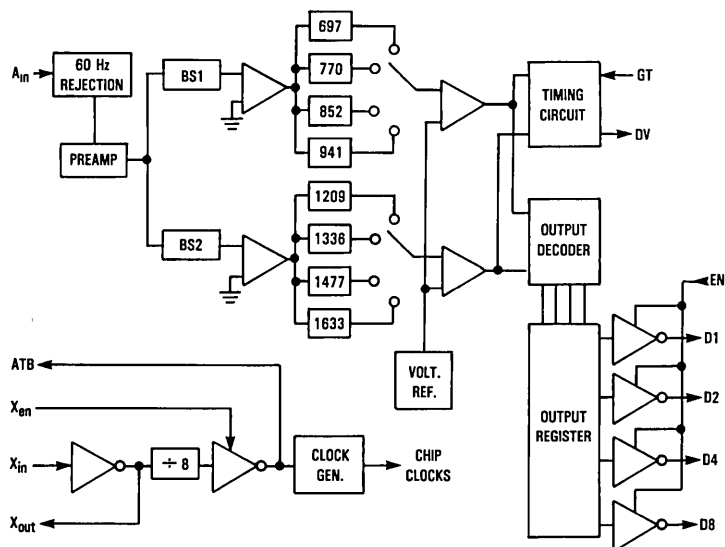 A_in
60 Hz
REJECTION
PREAMP
BS1
BS2
697
770
852
941
1209
1336
1477
1633
TIMING
CIRCUIT
GT
DV
OUTPUT
DECODER
EN
VOLT.
REF.
OUTPUT
REGISTER
D1
D2
D4
D8
ATB
X_en
X_in
÷ 8
X_out
CLOCK
GEN.
CHIP
CLOCKS